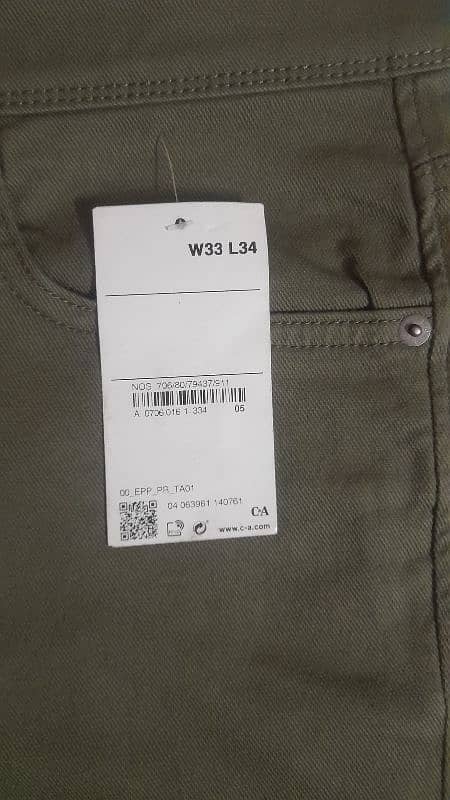 W33 L34
NOS 706/80/79437/911
A 0706 016 1 334 05
00_EPP_PR_TA01
04 063961 140761
C&A
www.c-a.com